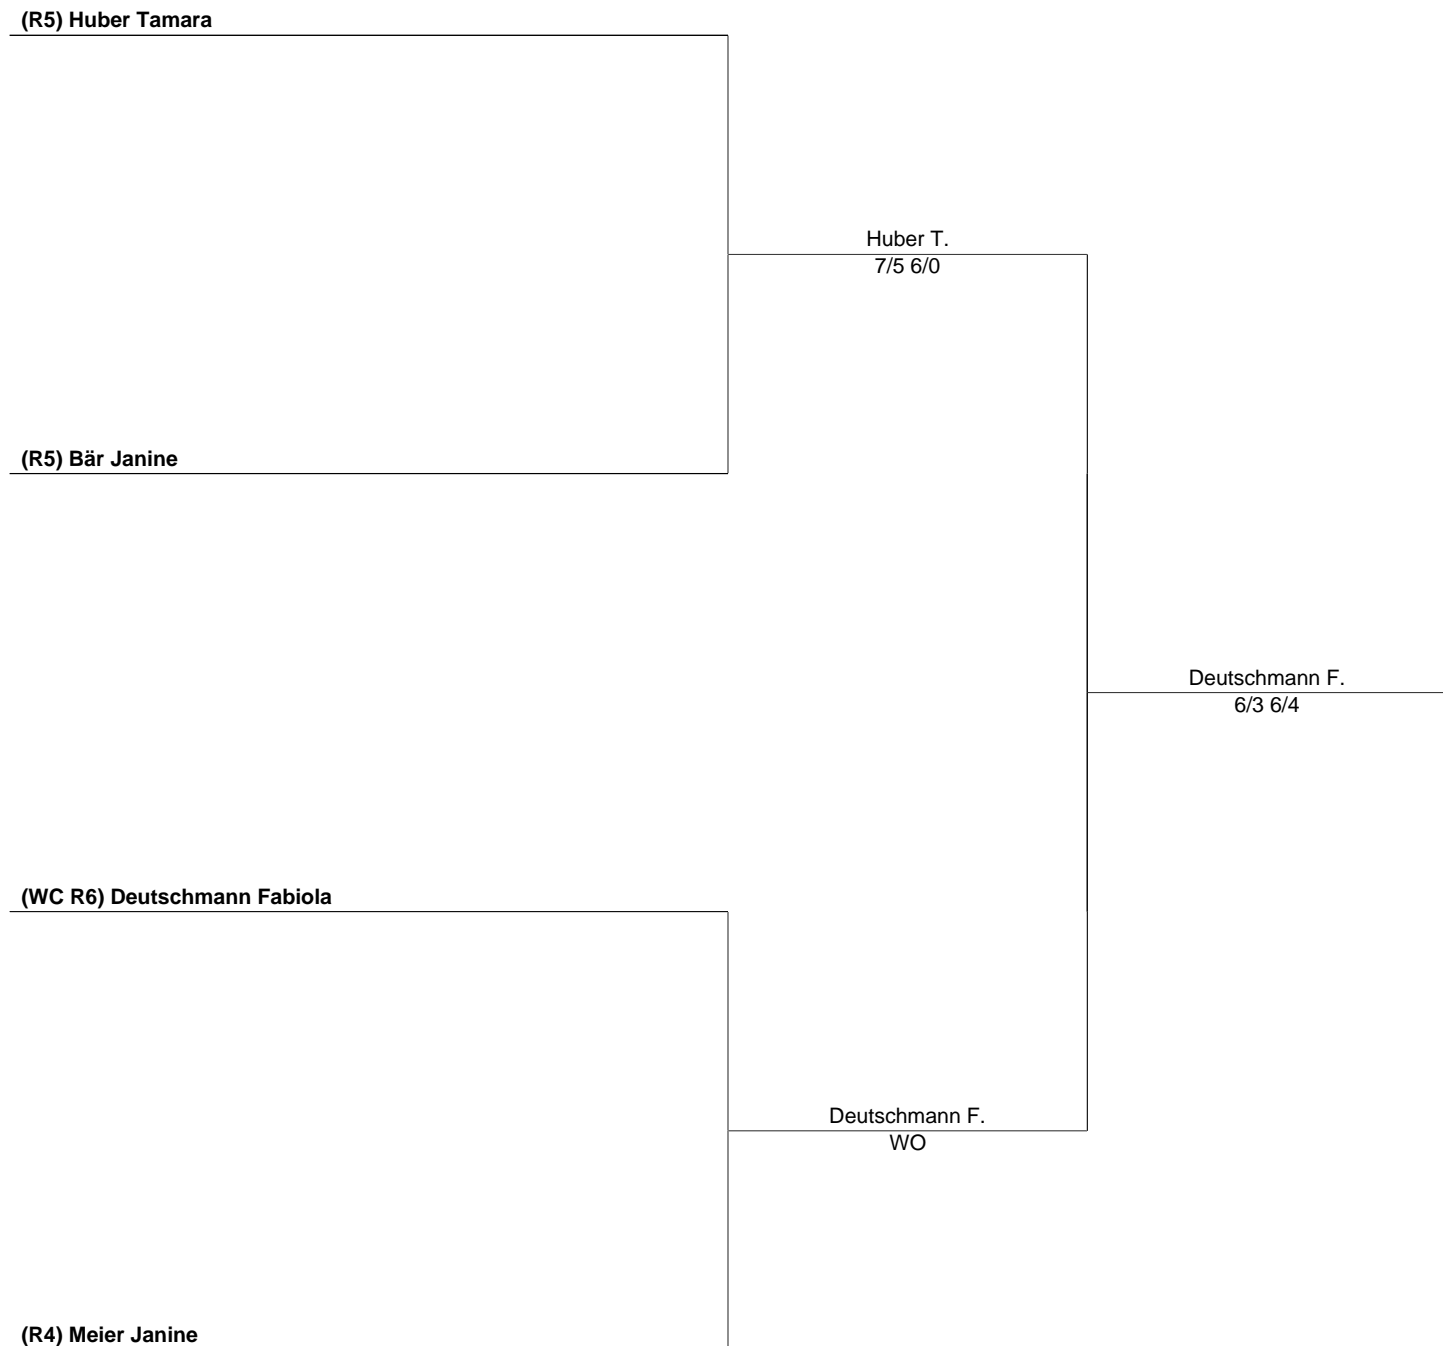 (R5) Huber Tamara
Huber T.
7/5 6/0
(R5) Bär Janine
Deutschmann F.
6/3 6/4
(WC R6) Deutschmann Fabiola
Deutschmann F.
WO
(R4) Meier Janine